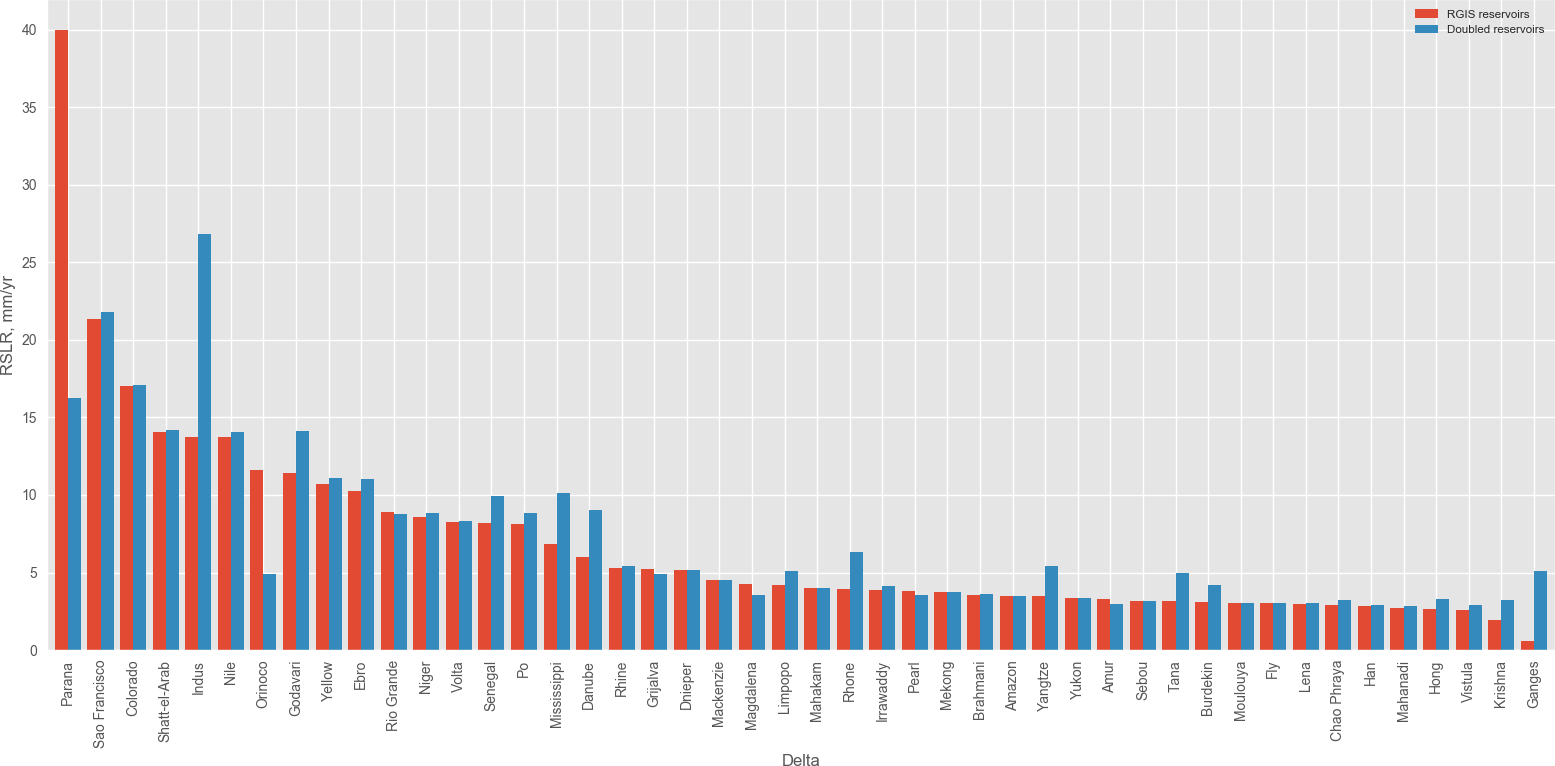 RGIS reservoirs
Doubled reservoirs
RSLR, mm/yr
40
35
30
25
20
15
10
5
0
Parana
Sao Francisco
Colorado
Shatt-el-Arab
Indus
Nile
Orinoco
Godavari
Yellow
Ebro
Rio Grande
Niger
Volta
Senegal
Po
Mississippi
Danube
Rhine
Grijalva
Dnieper
Mackenzie
Magdalena
Limpopo
Mahakam
Rhone
Irrawaddy
Pearl
Mekong
Brahmani
Amazon
Yangtze
Yukon
Amur
Sebou
Tana
Burdekin
Moulouya
Fly
Lena
Chao Phraya
Han
Mahanadi
Hong
Vistula
Krishna
Ganges
Delta